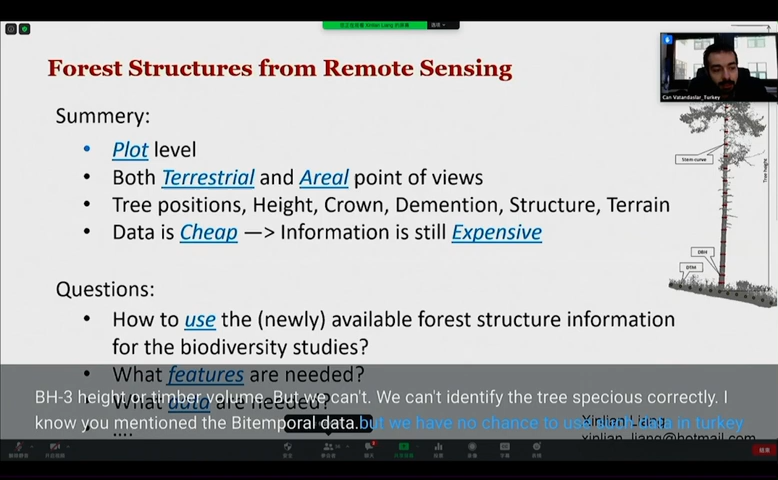 Forest Structures from Remote Sensing
Can Vatandaslar_Turkey
Summery:
• Plot level
• Both Terrestrial and Areal point of views
• Tree positions, Height, Crown, Demention, Structure, Terrain
• Data is Cheap —> Information is still Expensive
Stem curve
Tree height
DBH
DTM
Questions:
• How to use the (newly) available forest structure information
for the biodiversity studies?
• What features are needed?
• What data are needed?
• ....
Xinlian Liang
xinlian_liang@hotmail.com
BH-3 height or timber volume. But we can't. We can't identify the tree specious correctly. I
know you mentioned the Bitemporal data.but we have no chance to use such data in turkey